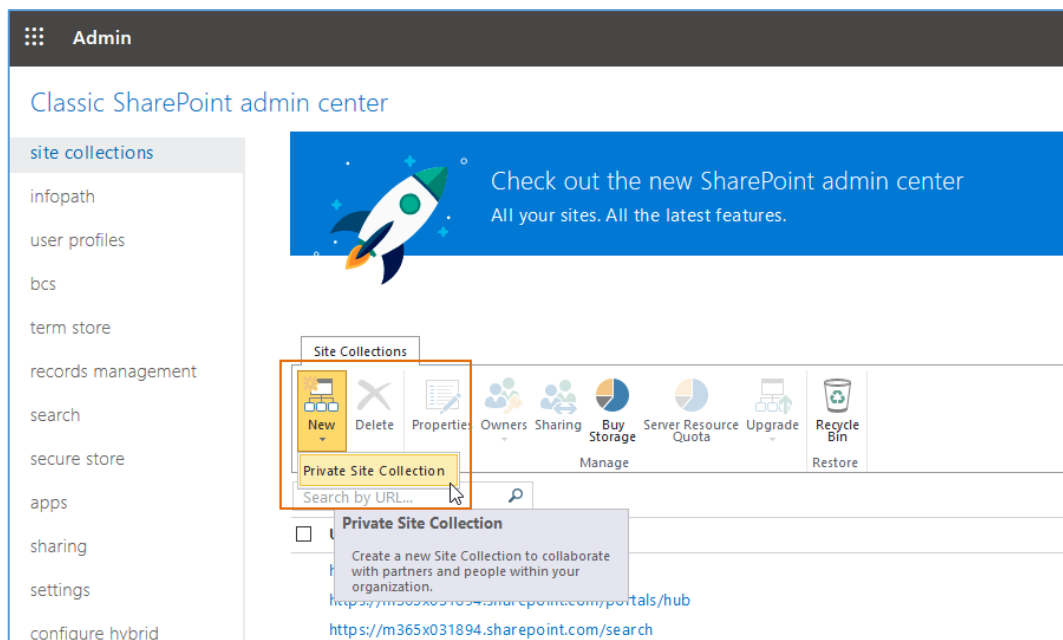 Admin
Classic SharePoint admin center
site collections
infopath
user profiles
bcs
term store
records management
search
secure store
apps
sharing
settings
configure hybrid
Check out the new SharePoint admin center
All your sites. All the latest features.
Site Collections
New
Delete
Properties
Owners
Sharing
Buy
Storage
Server Resource
Quota
Upgrade
Recycle
Bin
Manage
Restore
Private Site Collection
Search by URL...
Private Site Collection
Create a new Site Collection to collaborate
with partners and people within your
organization.
https://m365x031894.sharepoint.com/portals/hub
https://m365x031894.sharepoint.com/search